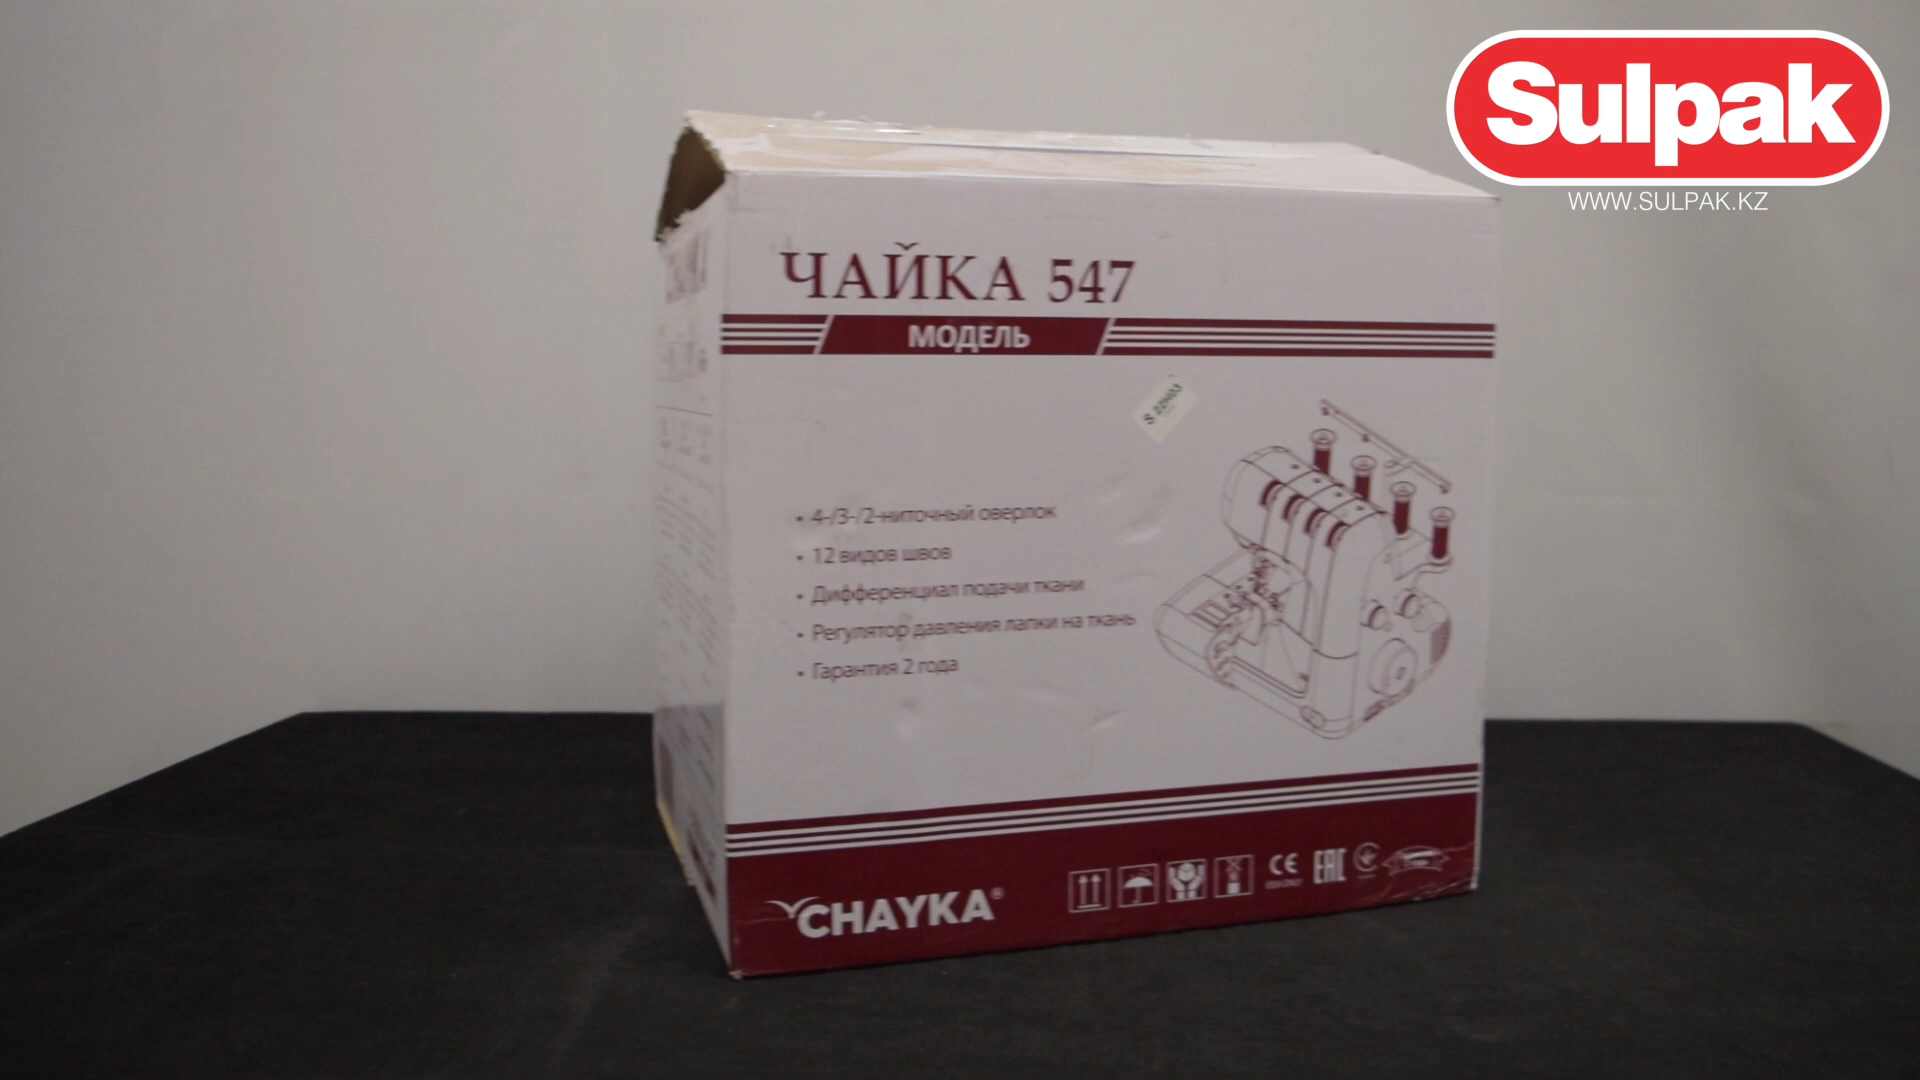 Sulpak
WWW.SULPAK.KZ
ЧАЙКА 547
МОДЕЛЬ
• 4-/3-/2-ниточный оверлок
• 12 видов швов
• Дифференциал подачи ткани
• Регулятор давления лапки на ткань
• Гарантия 2 года
CHAYKA®
CE
EAC